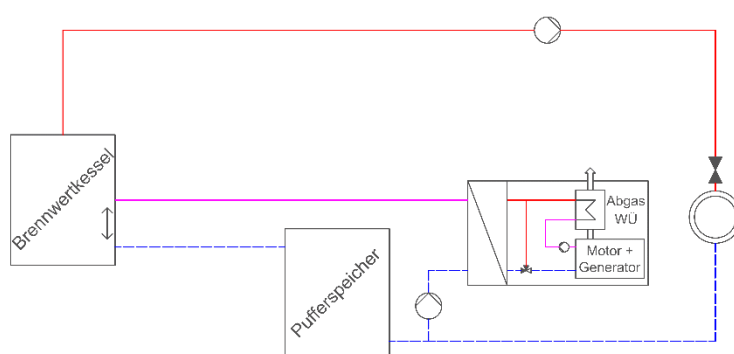 Brennwertkessel
Pufferspeicher
Abgas
WÜ
Motor +
Generator